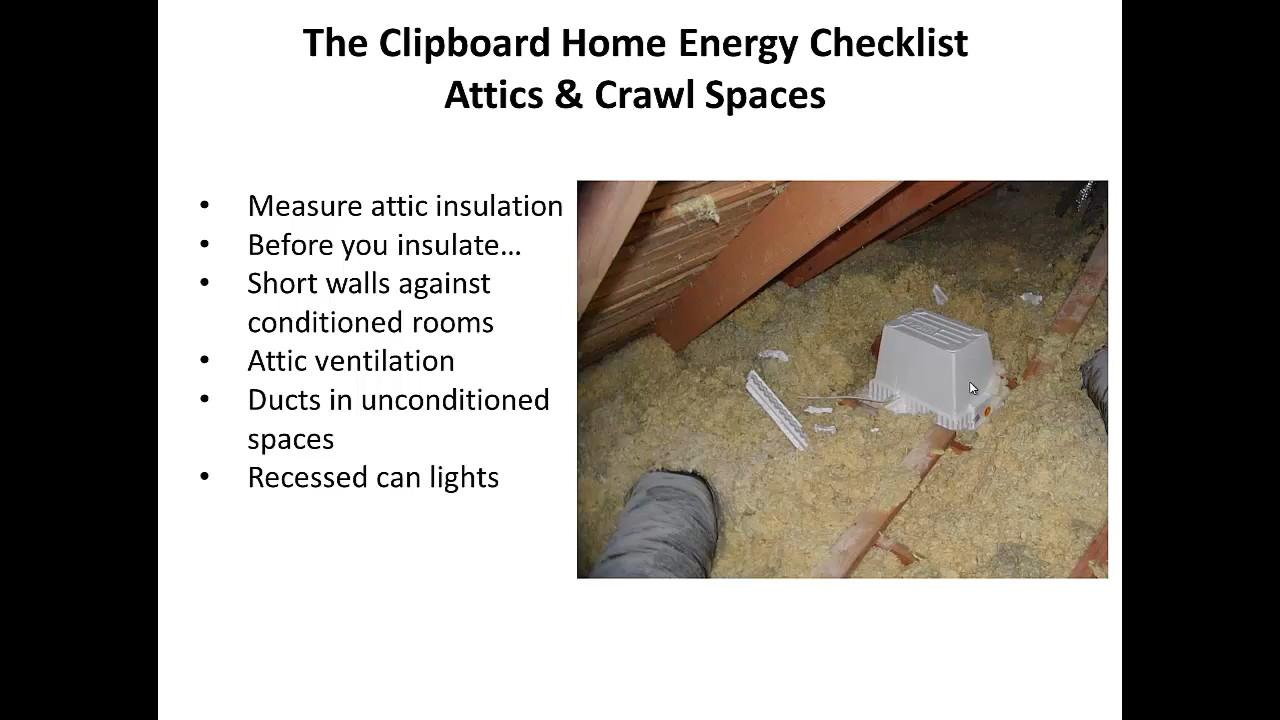 The Clipboard Home Energy Checklist
Attics & Crawl Spaces
• Measure attic insulation
• Before you insulate…
• Short walls against
conditioned rooms
• Attic ventilation
• Ducts in unconditioned
spaces
• Recessed can lights